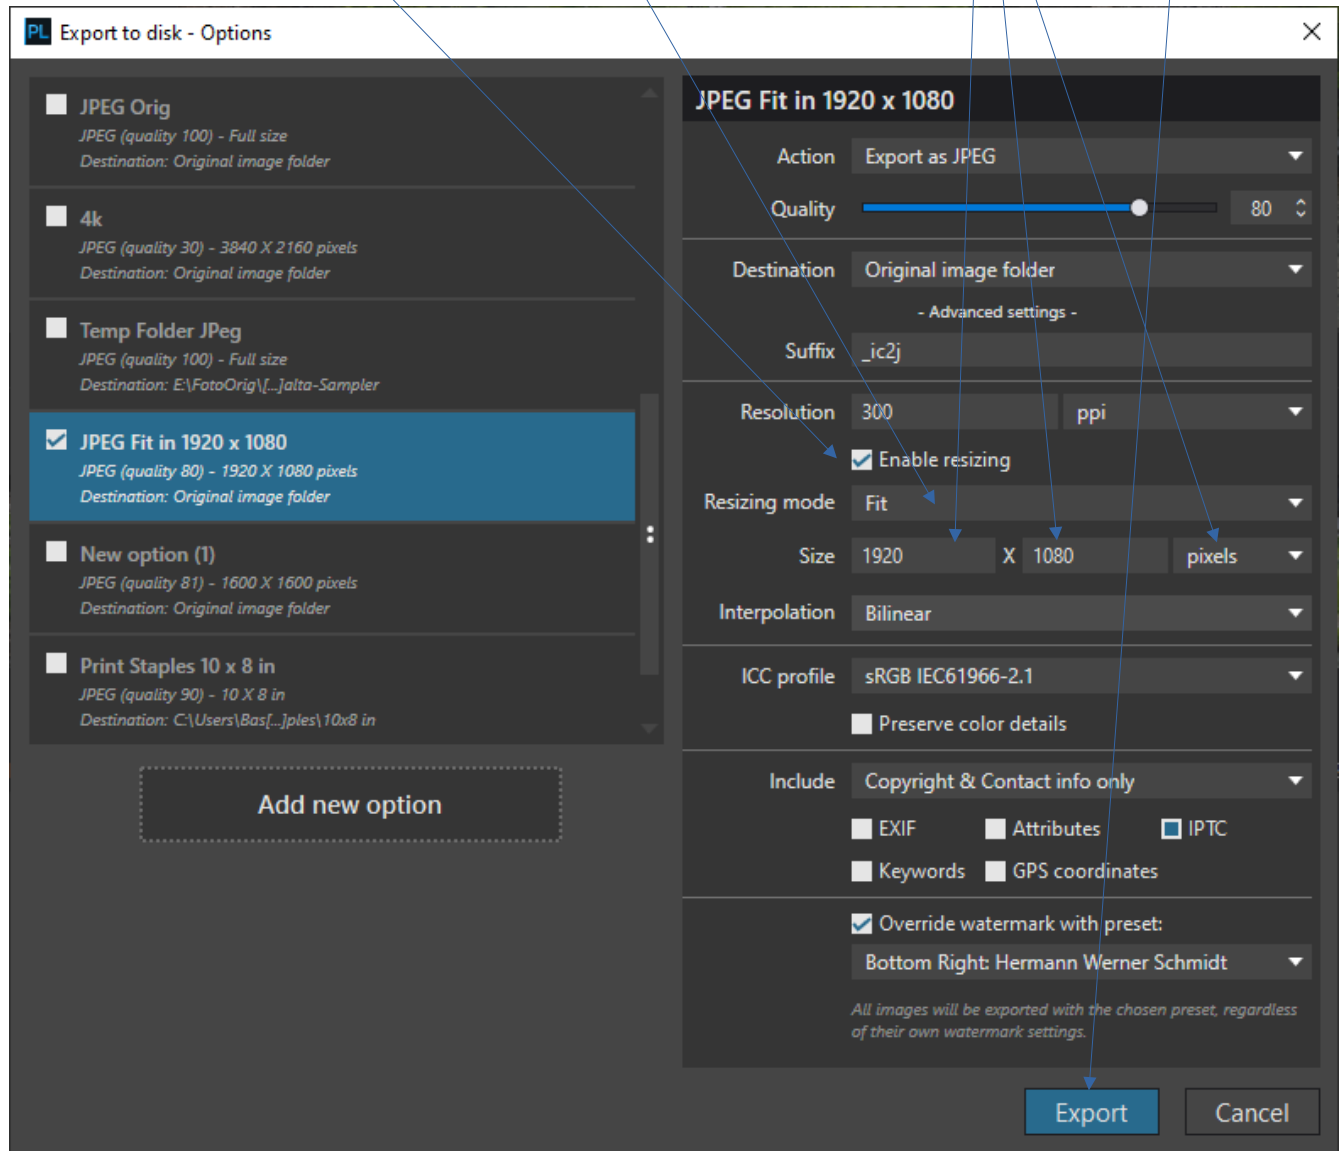 PL Export to disk - Options
JPEG Orig
JPEG (quality 100) - Full size
Destination: Original image folder
4k
JPEG (quality 30) - 3840 X 2160 pixels
Destination: Original image folder
Temp Folder JPeg
JPEG (quality 100) - Full size
Destination: E:\FotoOrig\[...]alta-Sampler
JPEG Fit in 1920 x 1080
JPEG (quality 80) - 1920 X 1080 pixels
Destination: Original image folder
New option (1)
JPEG (quality 81) - 1600 X 1600 pixels
Destination: Original image folder
Print Staples 10 x 8 in
JPEG (quality 90) - 10 X 8 in
Destination: C:\Users\Bas[...]ples\10x8 in
Add new option
JPEG Fit in 1920 x 1080
Action Export as JPEG
Quality 80
Destination Original image folder
- Advanced settings -
Suffix _ic2j
Resolution 300 ppi
Enable resizing
Resizing mode Fit
Size 1920 X 1080 pixels
Interpolation Bilinear
ICC profile sRGB IEC61966-2.1
Preserve color details
Include Copyright & Contact info only
EXIF Attributes IPTC
Keywords GPS coordinates
Override watermark with preset:
Bottom Right: Hermann Werner Schmidt
All images will be exported with the chosen preset, regardless
of their own watermark settings.
Export Cancel